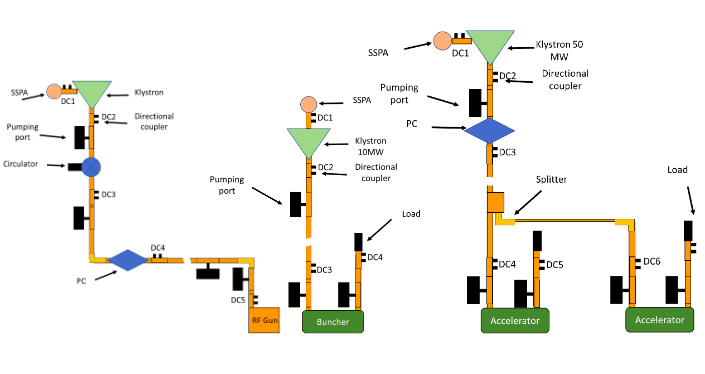 SSPA
DC1
Klystron
DC2
Directional
coupler
Pumping
port
Circulator
DC3
DC4
PC
DC5
RF Gun
SSPA
DC1
Klystron
10MW
DC2
Directional
coupler
Pumping
port
Load
DC3
DC4
Buncher
SSPA
DC1
Klystron 50
MW
DC2
Directional
coupler
Pumping
port
PC
DC3
Splitter
Load
DC4
DC5
DC6
Accelerator
Accelerator